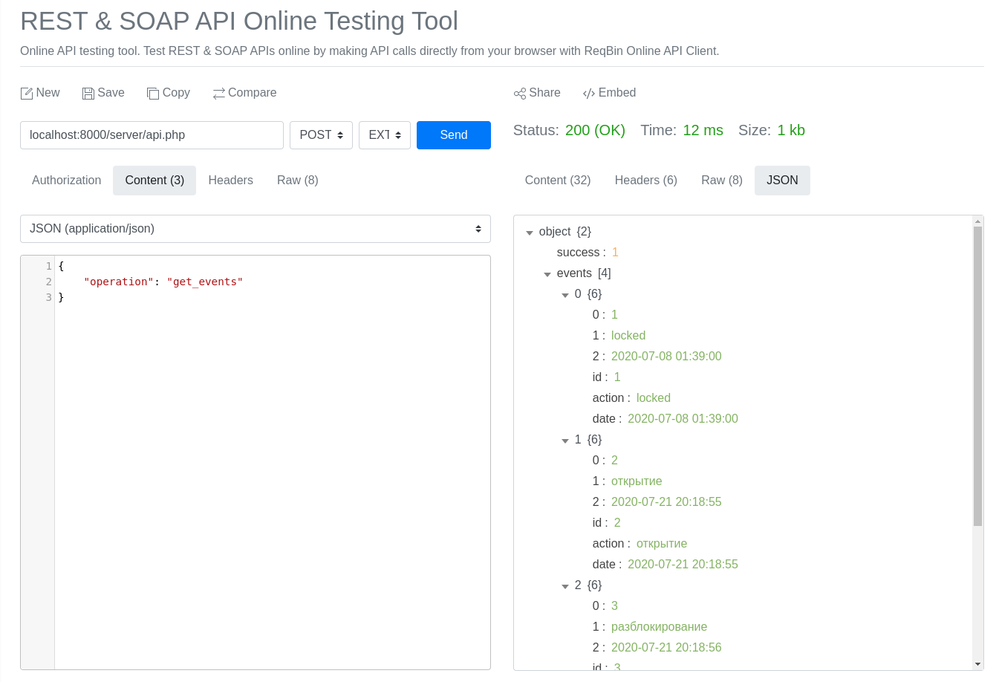 REST & SOAP API Online Testing Tool
Online API testing tool. Test REST & SOAP APIs online by making API calls directly from your browser with ReqBin Online API Client.
New Save Copy Compare
Share Embed
localhost:8000/server/api.php POST EXT Send
Status: 200 (OK) Time: 12 ms Size: 1 kb
Authorization Content (3) Headers Raw (8)
Content (32) Headers (6) Raw (8) JSON
JSON (application/json)
1 {
2 "operation": "get_events"
3 }
object {2}
success : 1
events [4]
0 {6}
0 : 1
1 : locked
2 : 2020-07-08 01:39:00
id : 1
action : locked
date : 2020-07-08 01:39:00
1 {6}
0 : 2
1 : открытие
2 : 2020-07-21 20:18:55
id : 2
action : открытие
date : 2020-07-21 20:18:55
2 {6}
0 : 3
1 : разблокирование
2 : 2020-07-21 20:18:56
id : 3